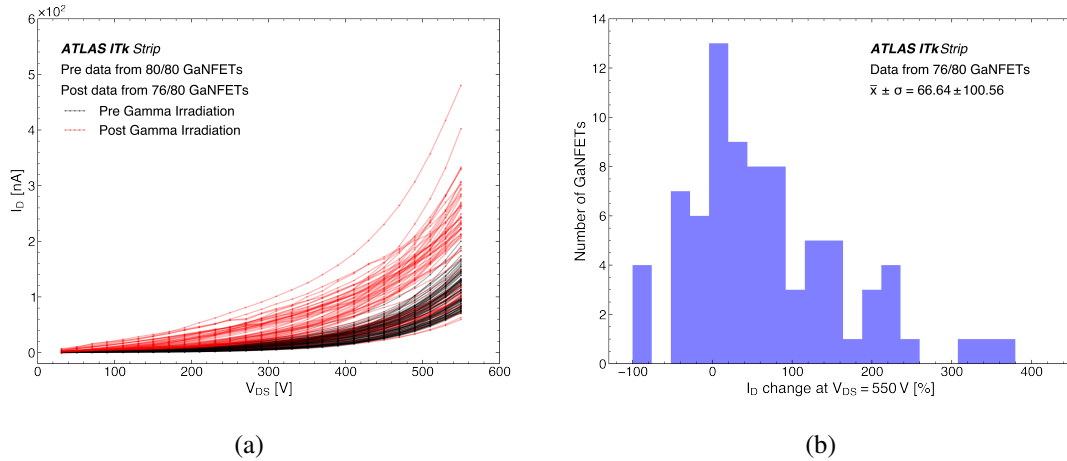 ×10²
6
5
4
3
2
1
0
0
100
200
300
400
500
600
I_D [nA]
V_DS [V]
ATLAS ITk Strip
Pre data from 80/80 GaNFETs
Post data from 76/80 GaNFETs
Pre Gamma Irradiation
Post Gamma Irradiation
(a)
14
12
10
8
6
4
2
0
−100
0
100
200
300
400
Number of GaNFETs
I_D change at V_DS = 550 V [%]
ATLAS ITk Strip
Data from 76/80 GaNFETs
x̅ ± σ = 66.64 ± 100.56
(b)